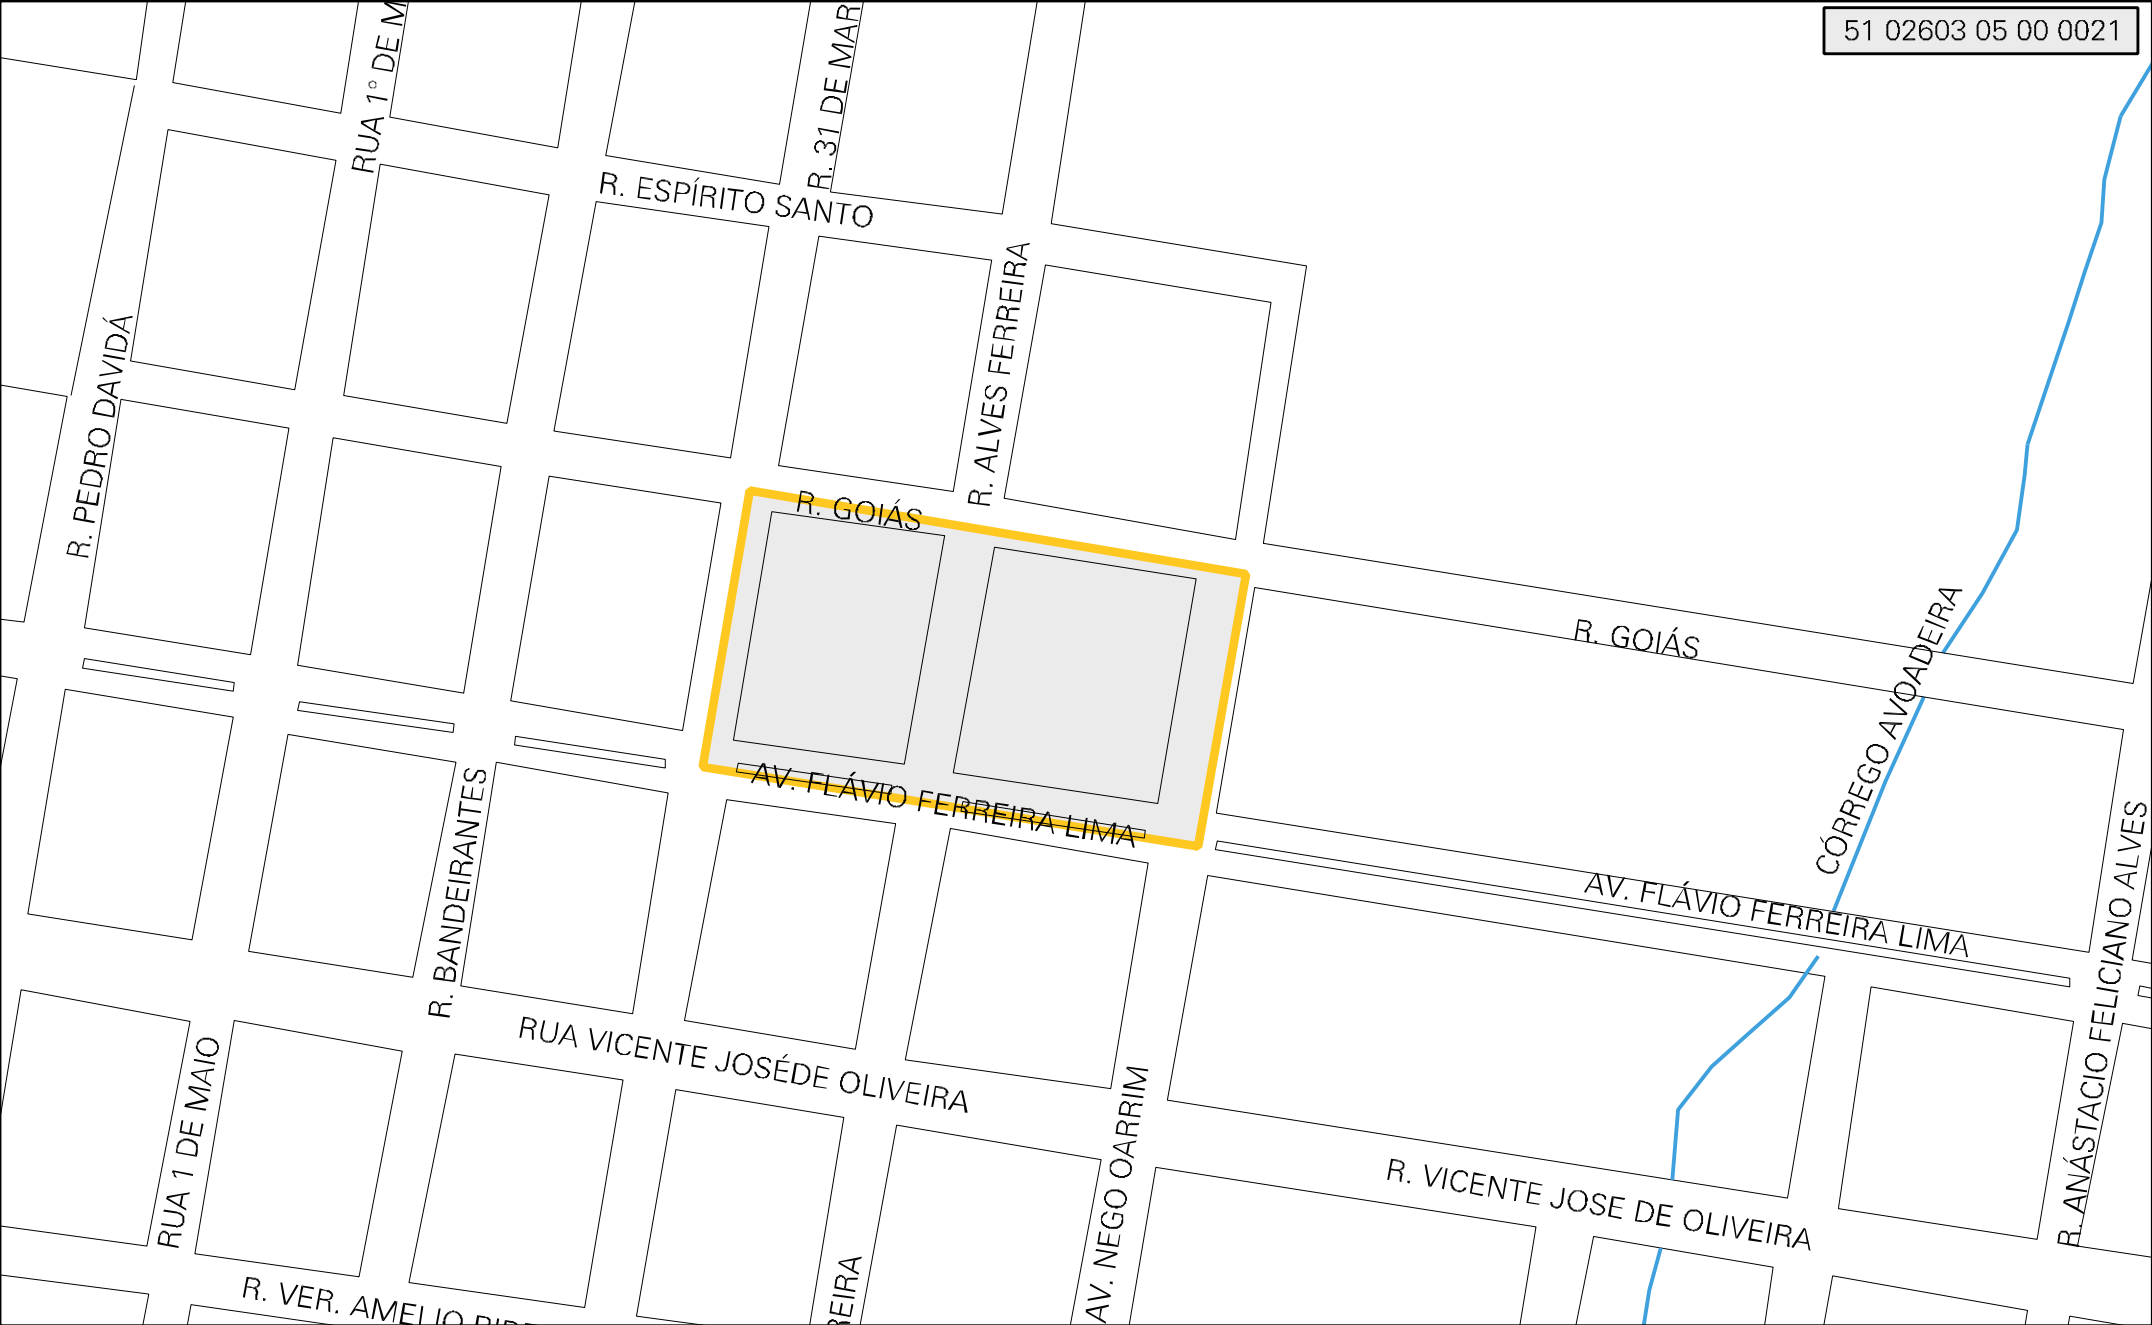 51 02603 05 00 0021
RUA 1° DE M
R. 31 DE MAR
R. ESPÍRITO SANTO
R. ALVES FERREIRA
R. PEDRO DAVIDÁ
R. GOIÁS
R. GOIÁS
CÓRREGO AVOADEIRA
AV. FLÁVIO FERREIRA LIMA
R. BANDEIRANTES
AV. FLÁVIO FERREIRA LIMA
R. ANÁSTACIO FELICIANO ALVES
RUA VICENTE JOSÉDE OLIVEIRA
RUA 1 DE MAIO
AV. NEGO OARRIM
R. VICENTE JOSE DE OLIVEIRA
R. VER. AMELIO
REIRA